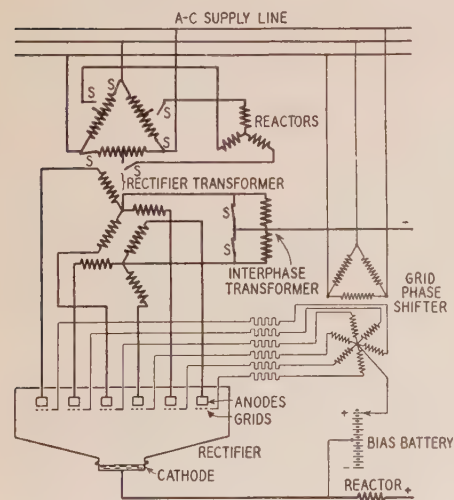 A-C SUPPLY LINE
S
S
S
REACTORS
S
S
S
RECTIFIER TRANSFORMER
S
S
-
INTERPHASE
TRANSFORMER
GRID
PHASE
SHIFTER
ANODES
GRIDS
RECTIFIER
CATHODE
+
BIAS BATTERY
-
REACTOR +